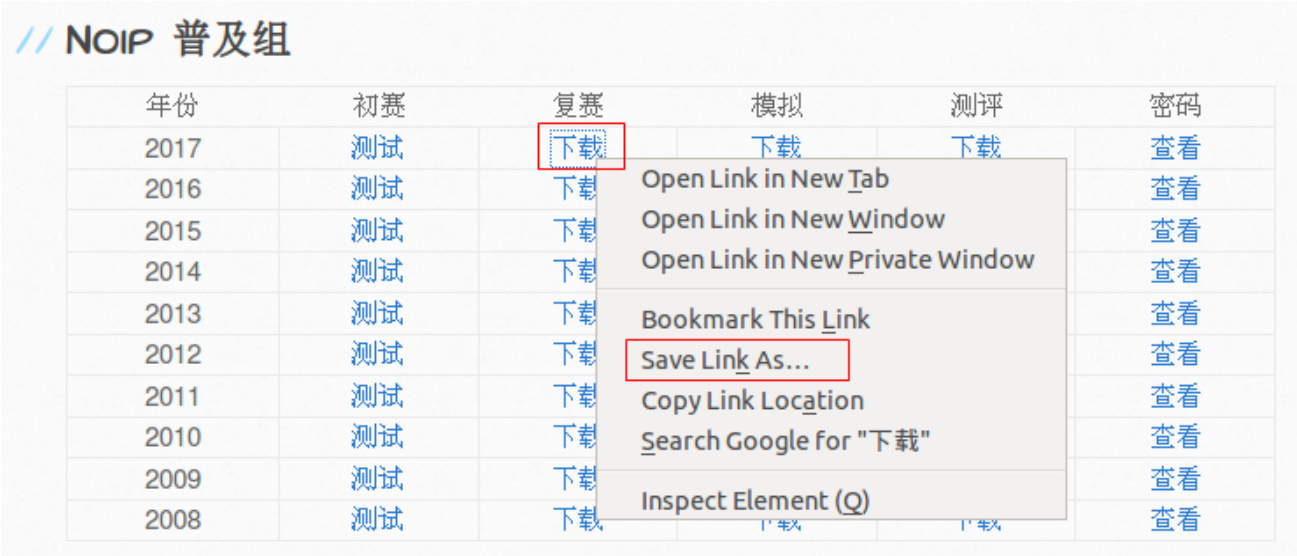 // NOIP 普及组
年份 初赛 复赛 模拟 测评 密码
2017 测试 下载 下载 下载 查看
Open Link in New Tab
2016 测试 下载 查看
Open Link in New Window
2015 测试 下载 查看
Open Link in New Private Window
2014 测试 下载 查看
2013 测试 下载 查看
Bookmark This Link
2012 测试 下载 查看
Save Link As...
2011 测试 下载 查看
Copy Link Location
2010 测试 下载 查看
Search Google for "下载"
2009 测试 下载 查看
Inspect Element (Q)
2008 测试 下载 下载 下载 查看